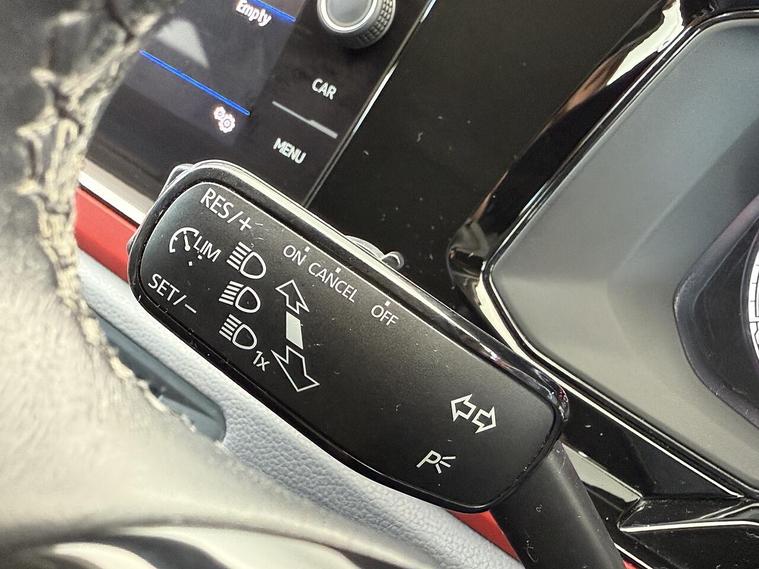 Empty
CAR
MENU
RES/+
LIM
SET/–
ON
CANCEL
OFF
1x
P